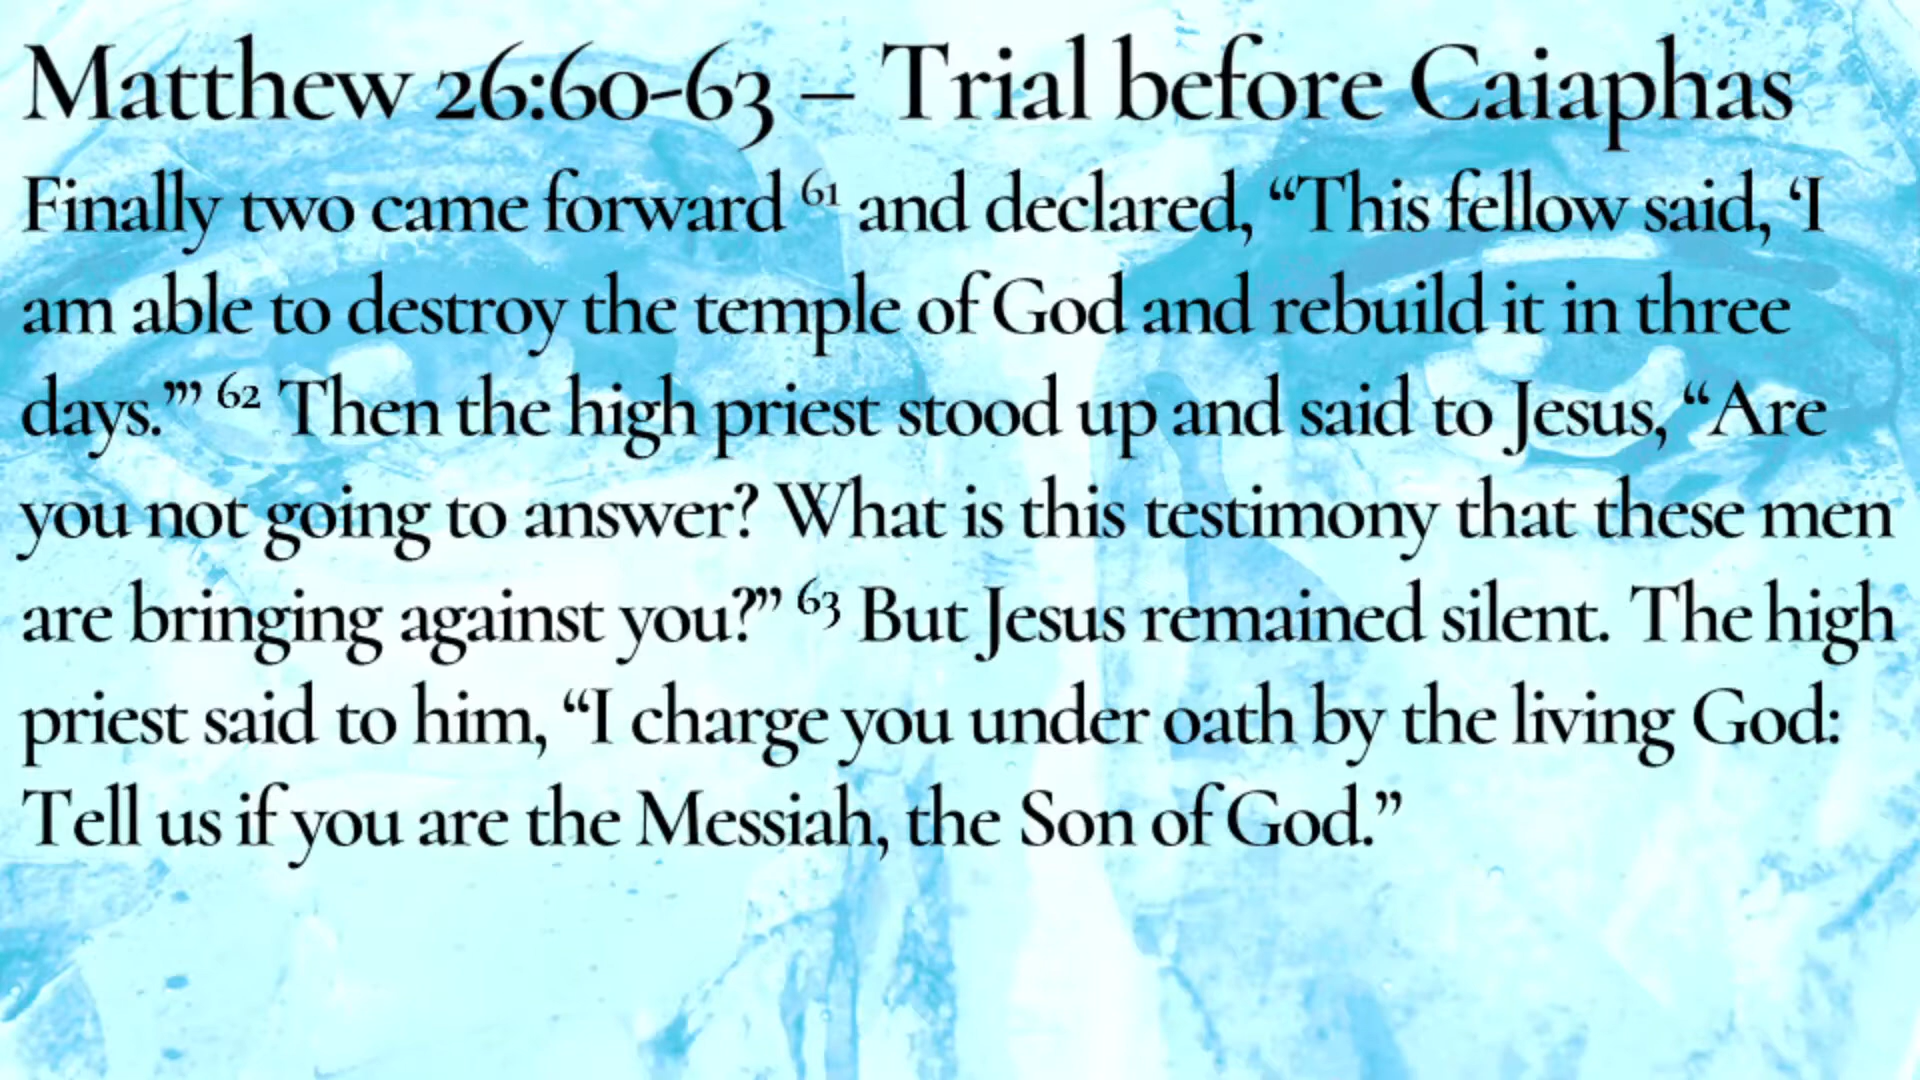 Matthew 26:60-63 – Trial before Caiaphas
Finally two came forward 61 and declared, “This fellow said, ‘I
am able to destroy the temple of God and rebuild it in three
days.’” 62 Then the high priest stood up and said to Jesus, “Are
you not going to answer? What is this testimony that these men
are bringing against you?” 63 But Jesus remained silent. The high
priest said to him, “I charge you under oath by the living God:
Tell us if you are the Messiah, the Son of God.”